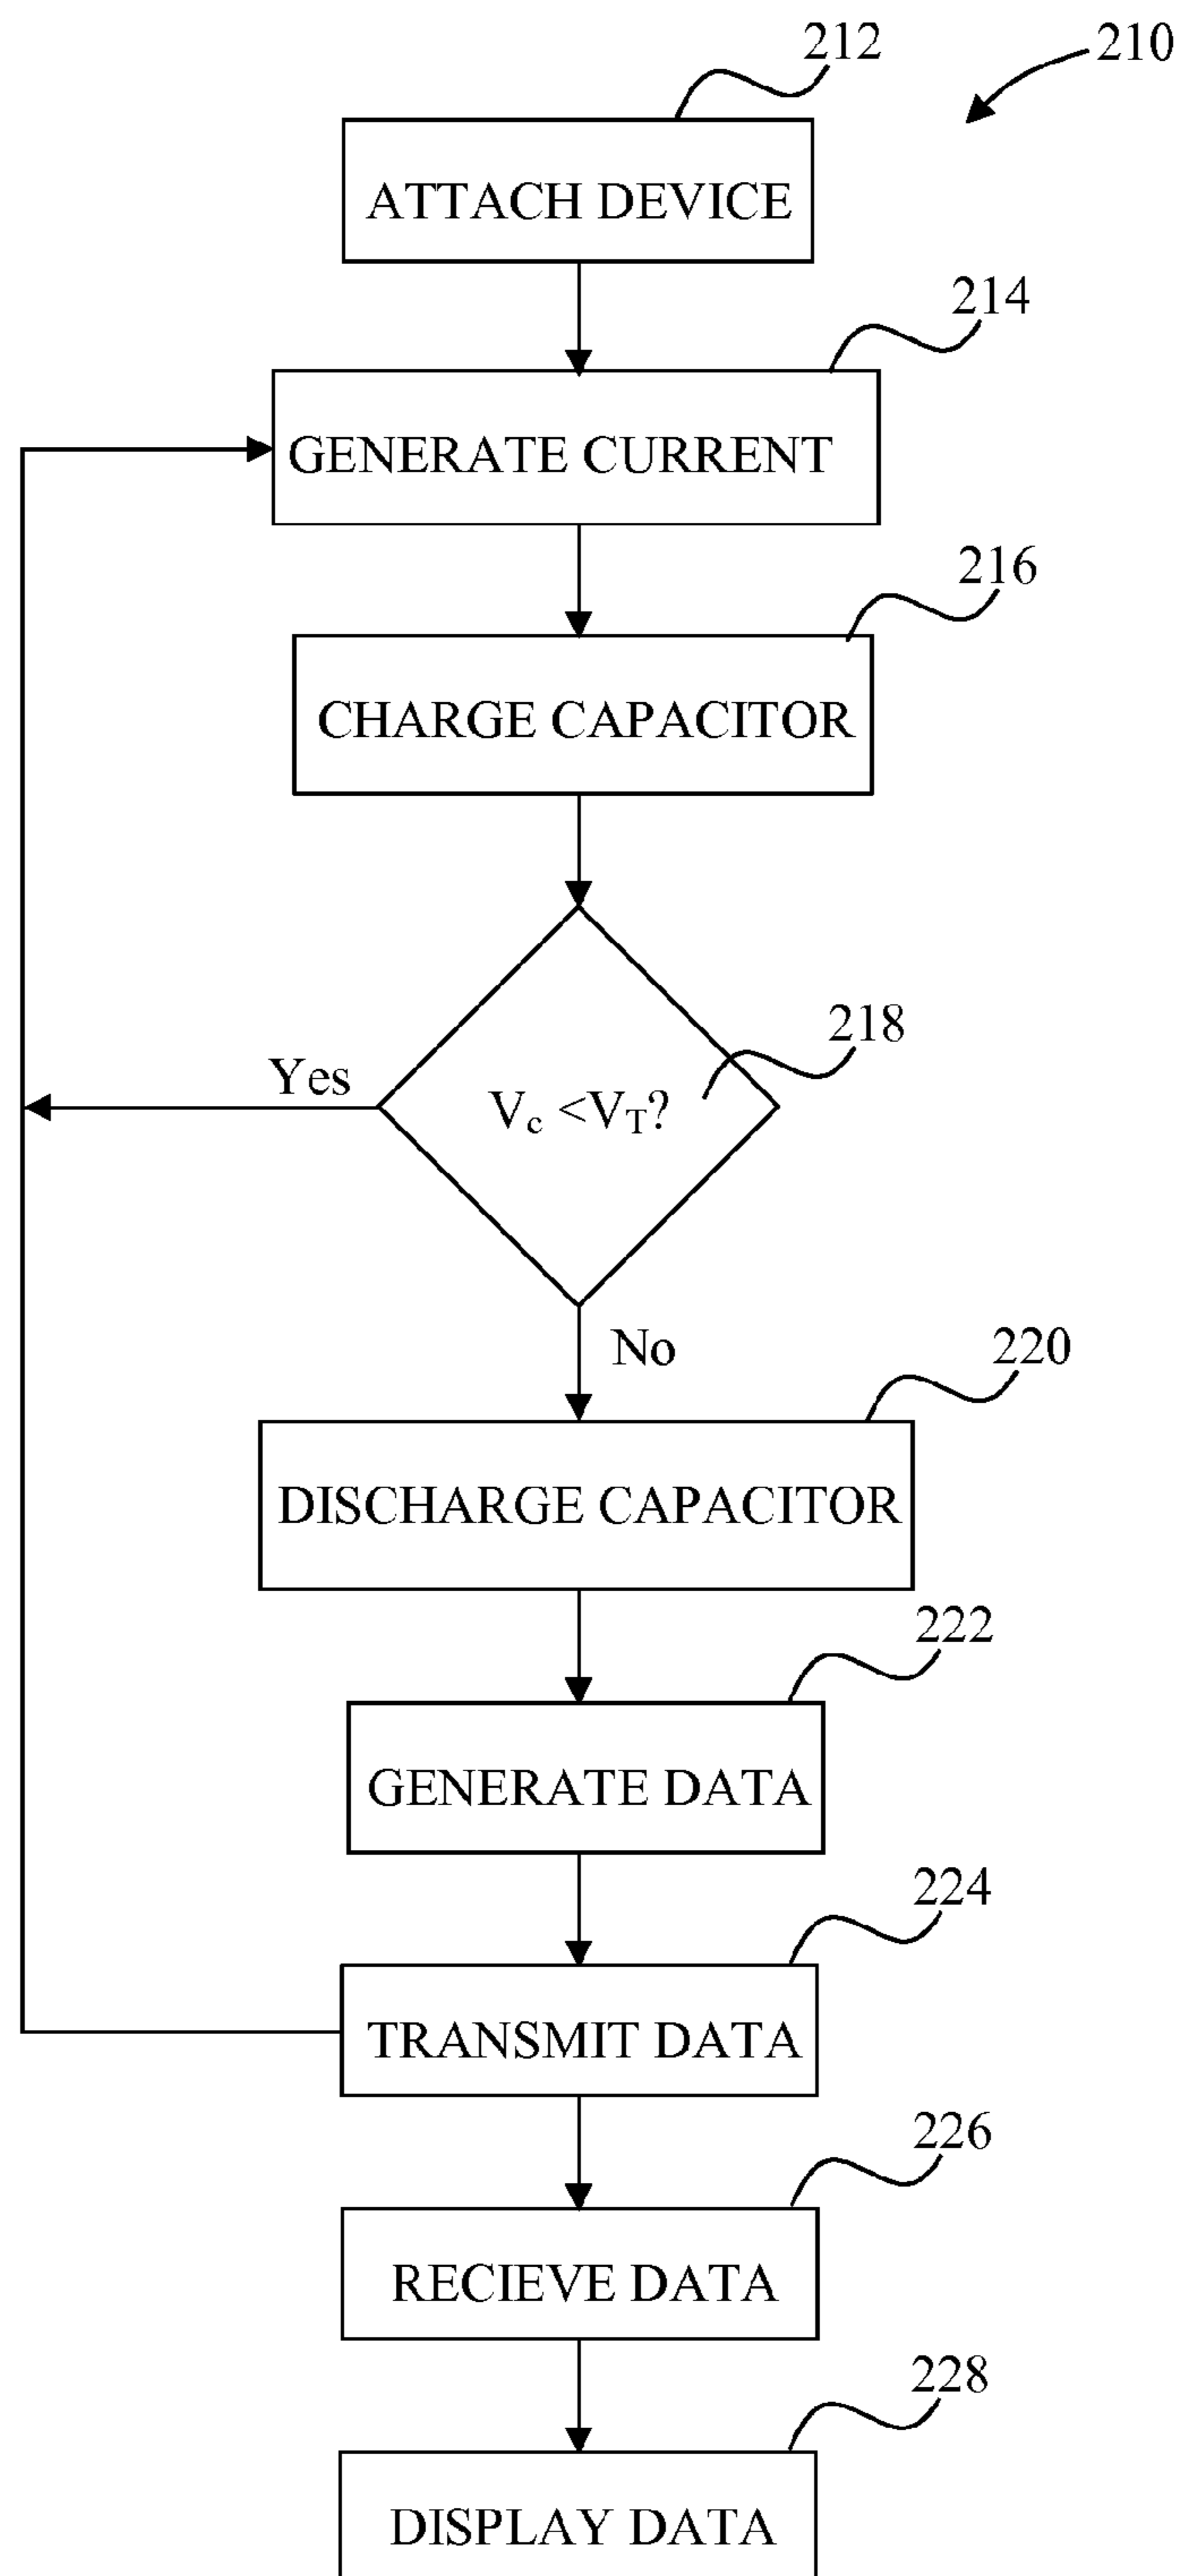 212
210
ATTACH DEVICE
214
GENERATE CURRENT
216
CHARGE CAPACITOR
218
Yes
Vc <VT?
No
220
DISCHARGE CAPACITOR
222
GENERATE DATA
224
TRANSMIT DATA
226
RECIEVE DATA
228
DISPLAY DATA